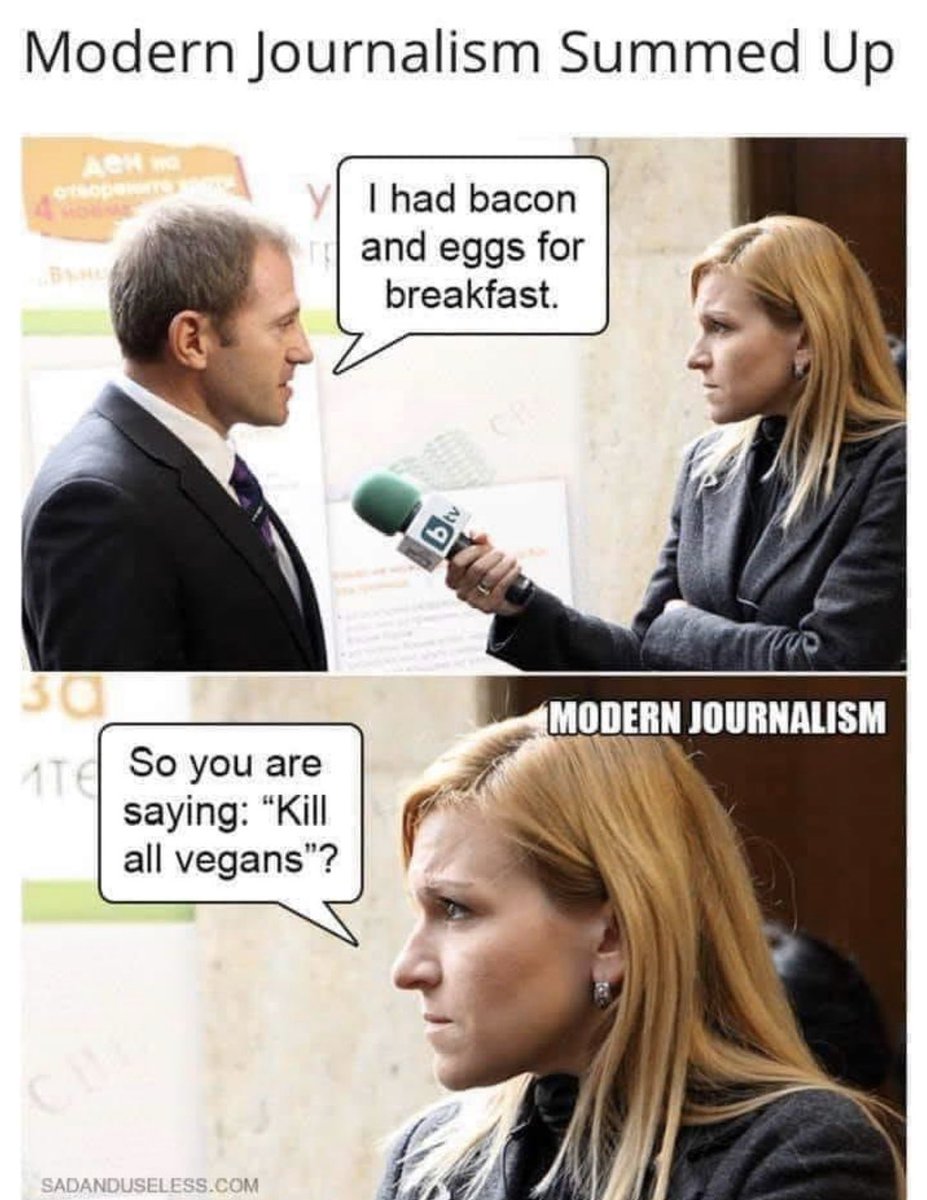 Modern Journalism Summed Up
I had bacon
and eggs for
breakfast.
btv
MODERN JOURNALISM
So you are
saying: “Kill
all vegans”?
SADANDUSELESS.COM